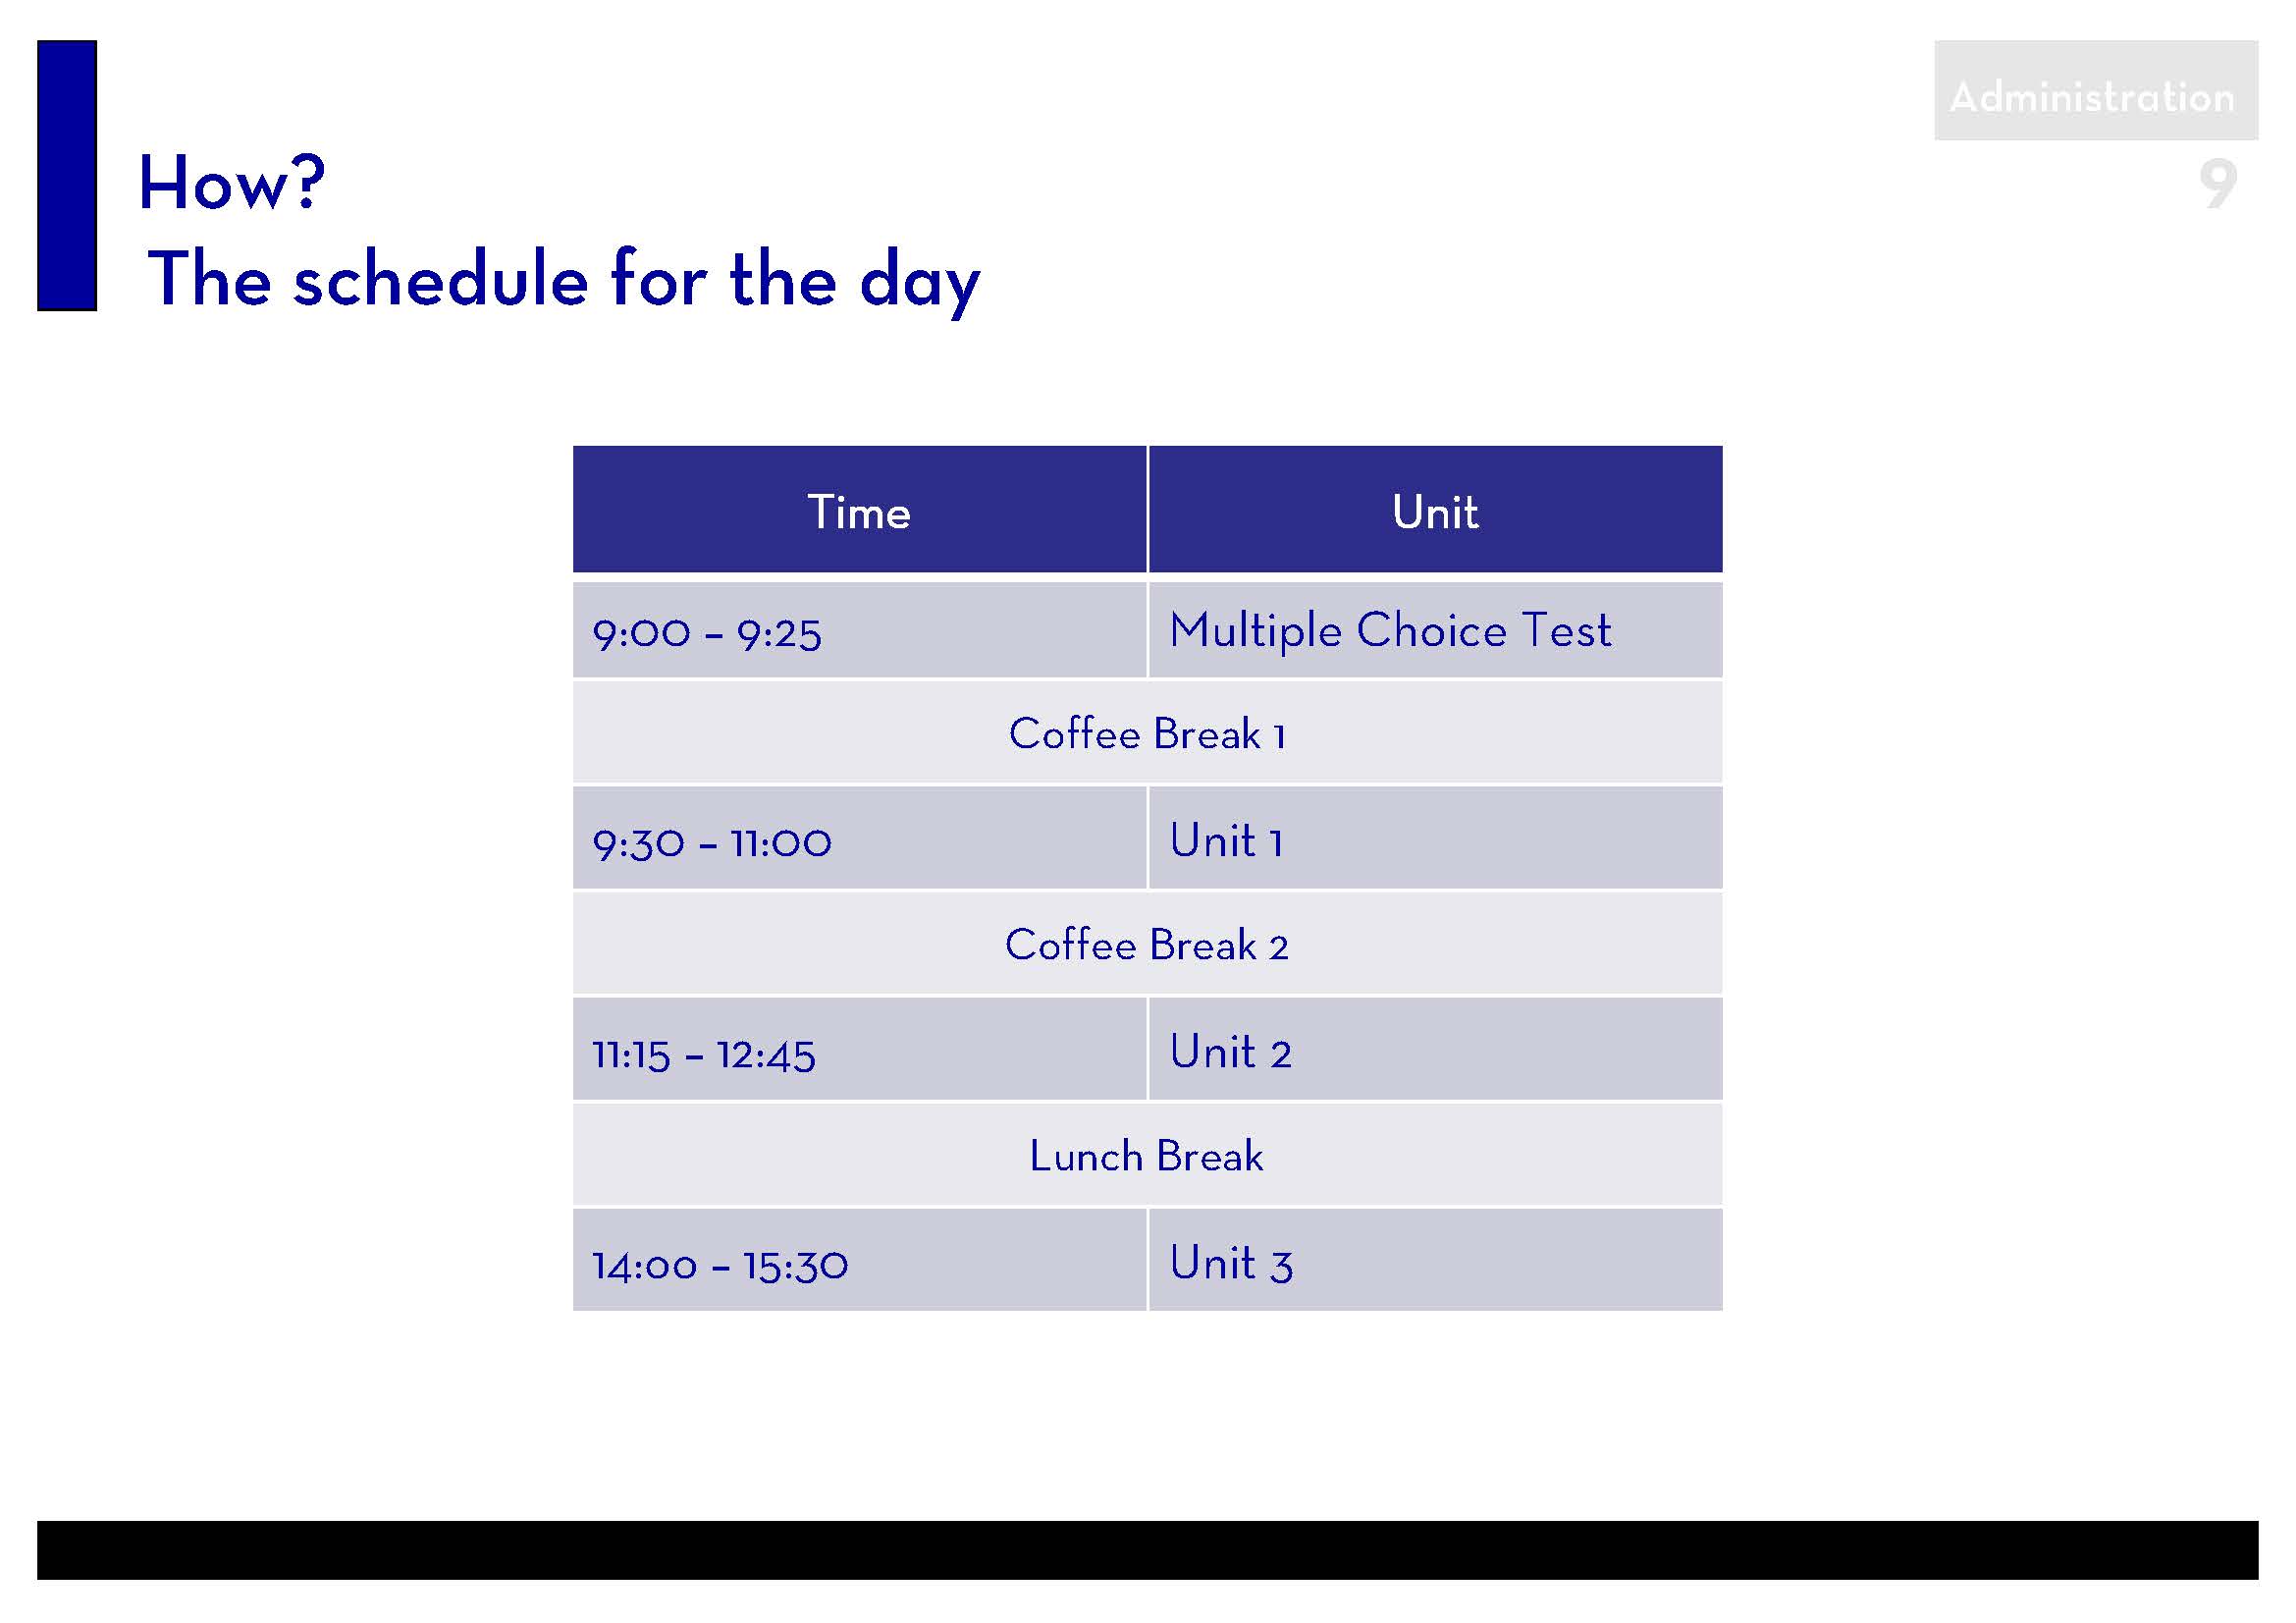 Administration
9
How?
The schedule for the day
Time Unit
9:00 – 9:25 Multiple Choice Test
Coffee Break 1
9:30 – 11:00 Unit 1
Coffee Break 2
11:15 – 12:45 Unit 2
Lunch Break
14:00 – 15:30 Unit 3